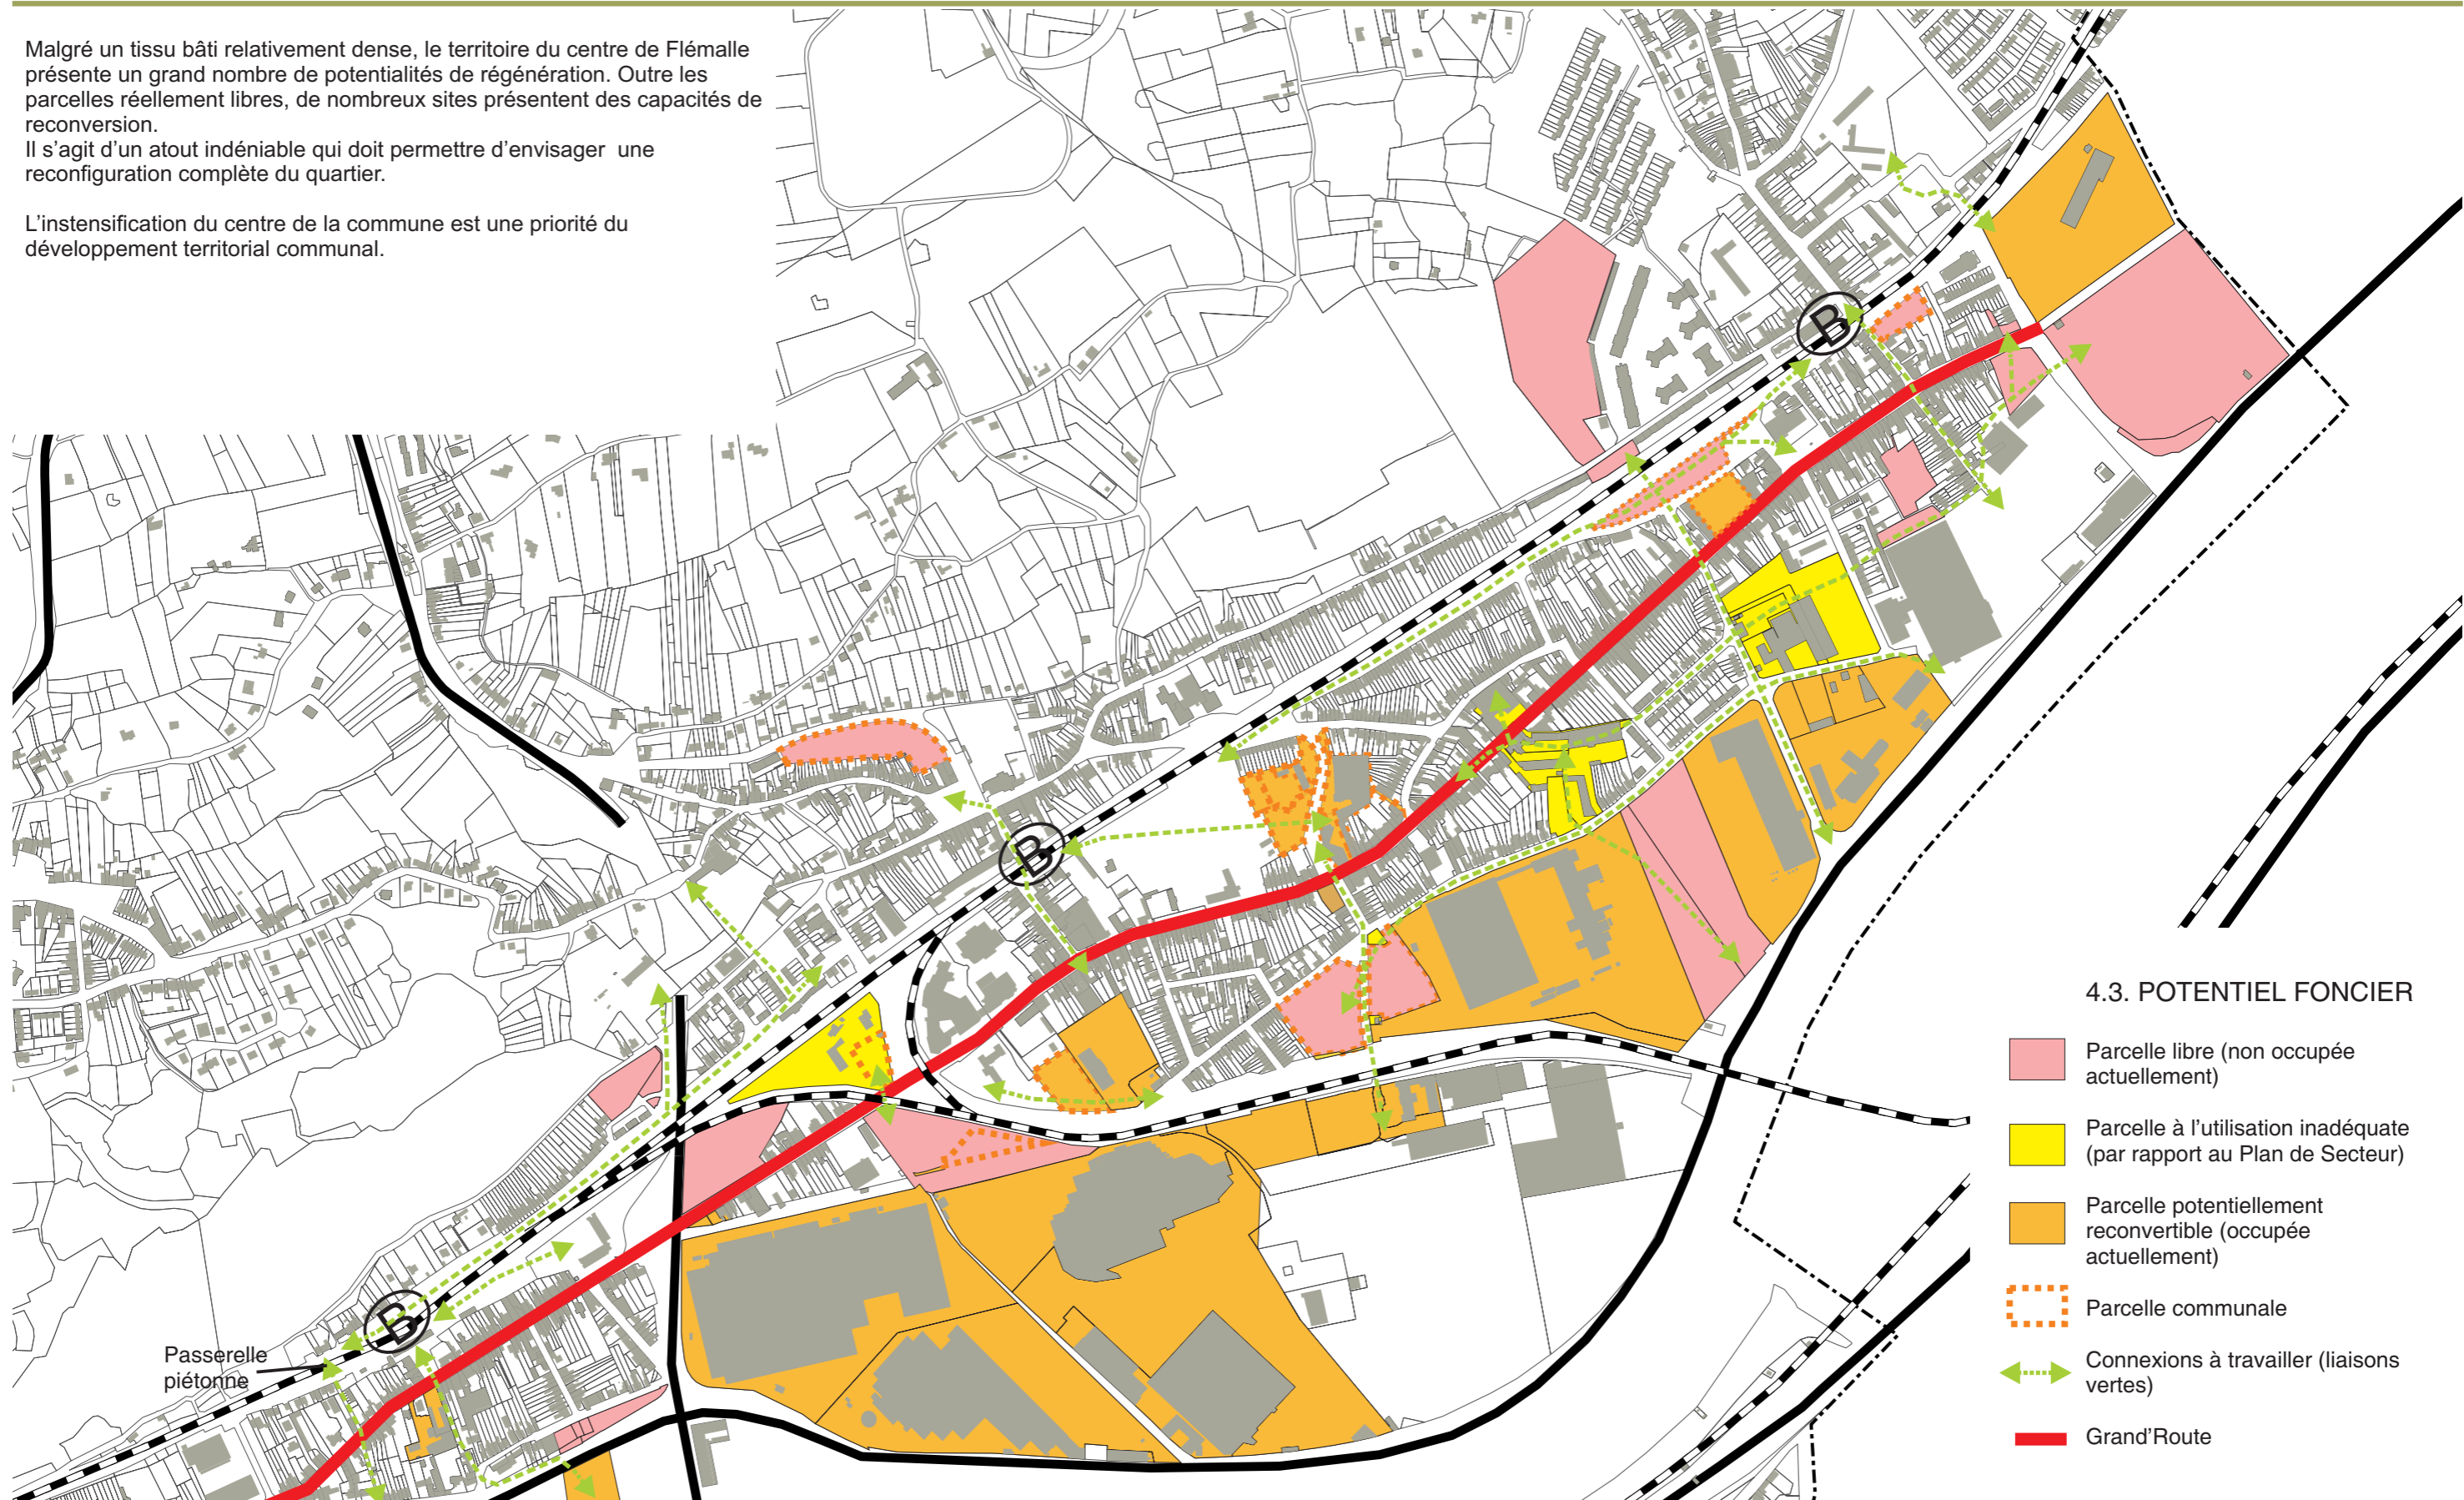 Malgré un tissu bâti relativement dense, le territoire du centre de Flémalle
présente un grand nombre de potentialités de régénération. Outre les
parcelles réellement libres, de nombreux sites présentent des capacités de
reconversion.
Il s’agit d’un atout indéniable qui doit permettre d’envisager  une
reconfiguration complète du quartier.
L’instensification du centre de la commune est une priorité du
développement territorial communal.
B
B
B
Passerelle
piétonne
4.3. POTENTIEL FONCIER
Parcelle libre (non occupée
actuellement)
Parcelle à l’utilisation inadéquate
(par rapport au Plan de Secteur)
Parcelle potentiellement
reconvertible (occupée
actuellement)
Parcelle communale
Connexions à travailler (liaisons
vertes)
Grand’Route